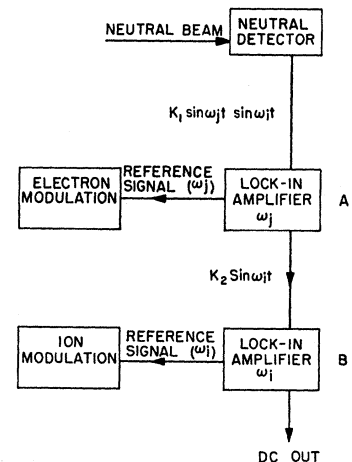 NEUTRAL BEAM
NEUTRAL
DETECTOR
K₁ sinωjt sinωit
ELECTRON
MODULATION
REFERENCE
SIGNAL (ωj)
LOCK-IN
AMPLIFIER
ωj
A
K₂ Sinωit
ION
MODULATION
REFERENCE
SIGNAL (ωi)
LOCK-IN
AMPLIFIER
ωi
B
DC OUT